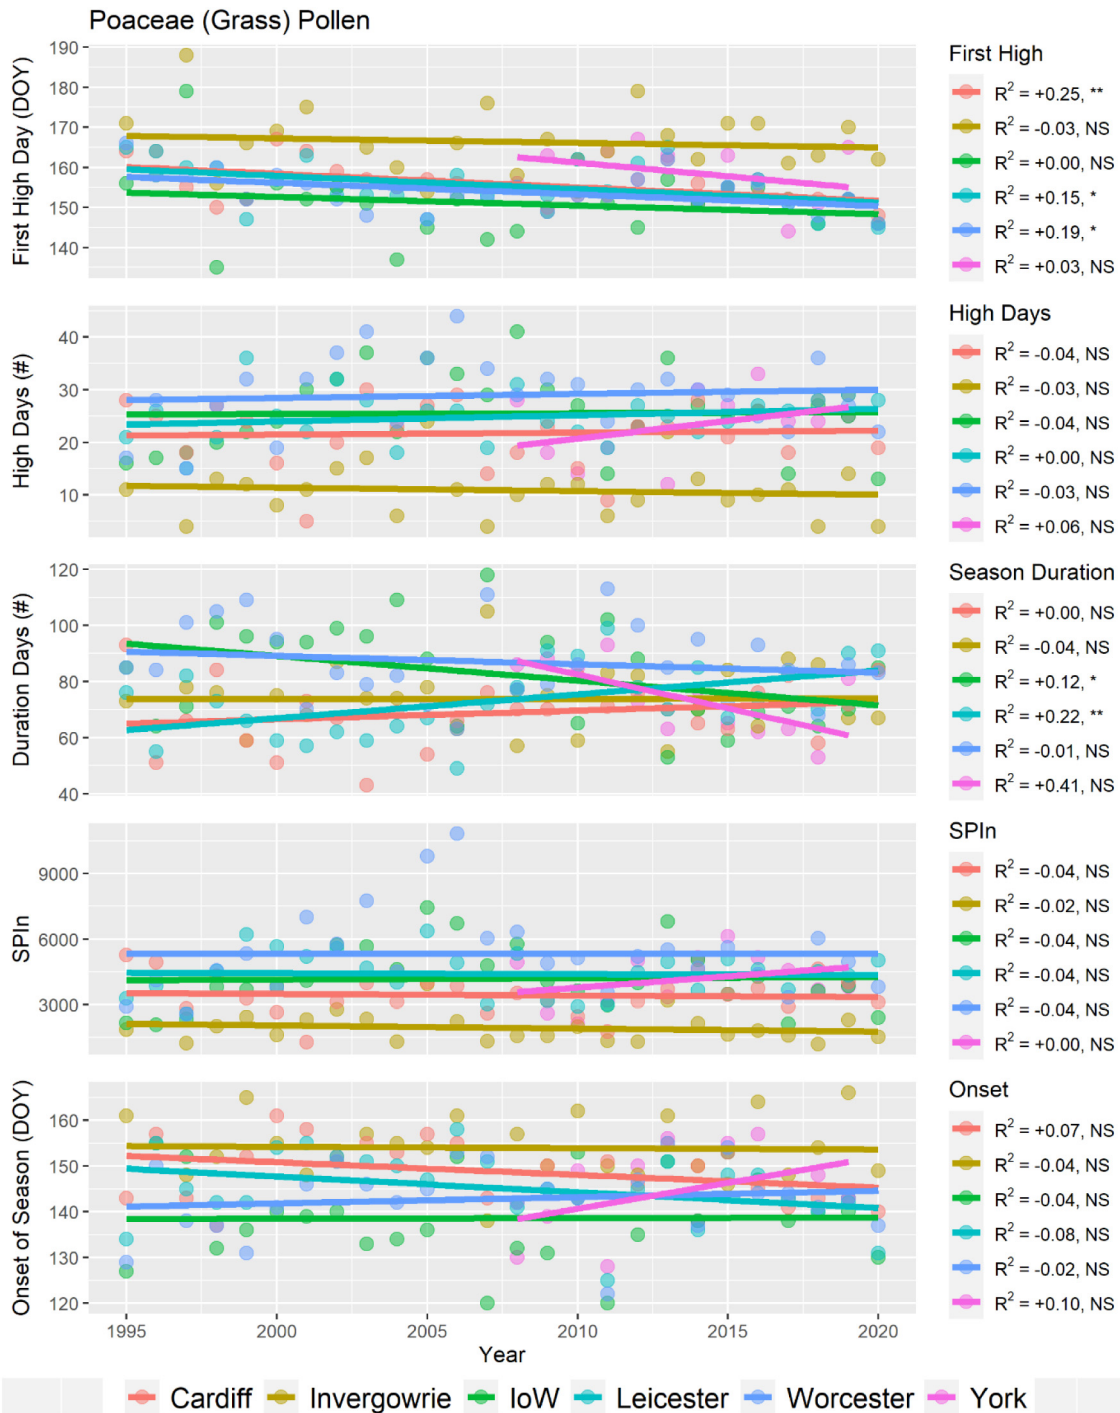 Poaceae (Grass) Pollen
First High Day (DOY)
190
180
170
160
150
140
First High
R² = +0.25, **
R² = -0.03, NS
R² = +0.00, NS
R² = +0.15, *
R² = +0.19, *
R² = +0.03, NS
High Days (#)
40
30
20
10
High Days
R² = -0.04, NS
R² = -0.03, NS
R² = -0.04, NS
R² = +0.00, NS
R² = -0.03, NS
R² = +0.06, NS
Duration Days (#)
120
100
80
60
40
Season Duration
R² = +0.00, NS
R² = -0.04, NS
R² = +0.12, *
R² = +0.22, **
R² = -0.01, NS
R² = +0.41, NS
SPIn
9000
6000
3000
SPIn
R² = -0.04, NS
R² = -0.02, NS
R² = -0.04, NS
R² = -0.04, NS
R² = -0.04, NS
R² = +0.00, NS
Onset of Season (DOY)
160
150
140
130
120
Onset
R² = +0.07, NS
R² = -0.04, NS
R² = -0.04, NS
R² = -0.08, NS
R² = -0.02, NS
R² = +0.10, NS
1995 2000 2005 2010 2015 2020
Year
Cardiff Invergowrie IoW Leicester Worcester York